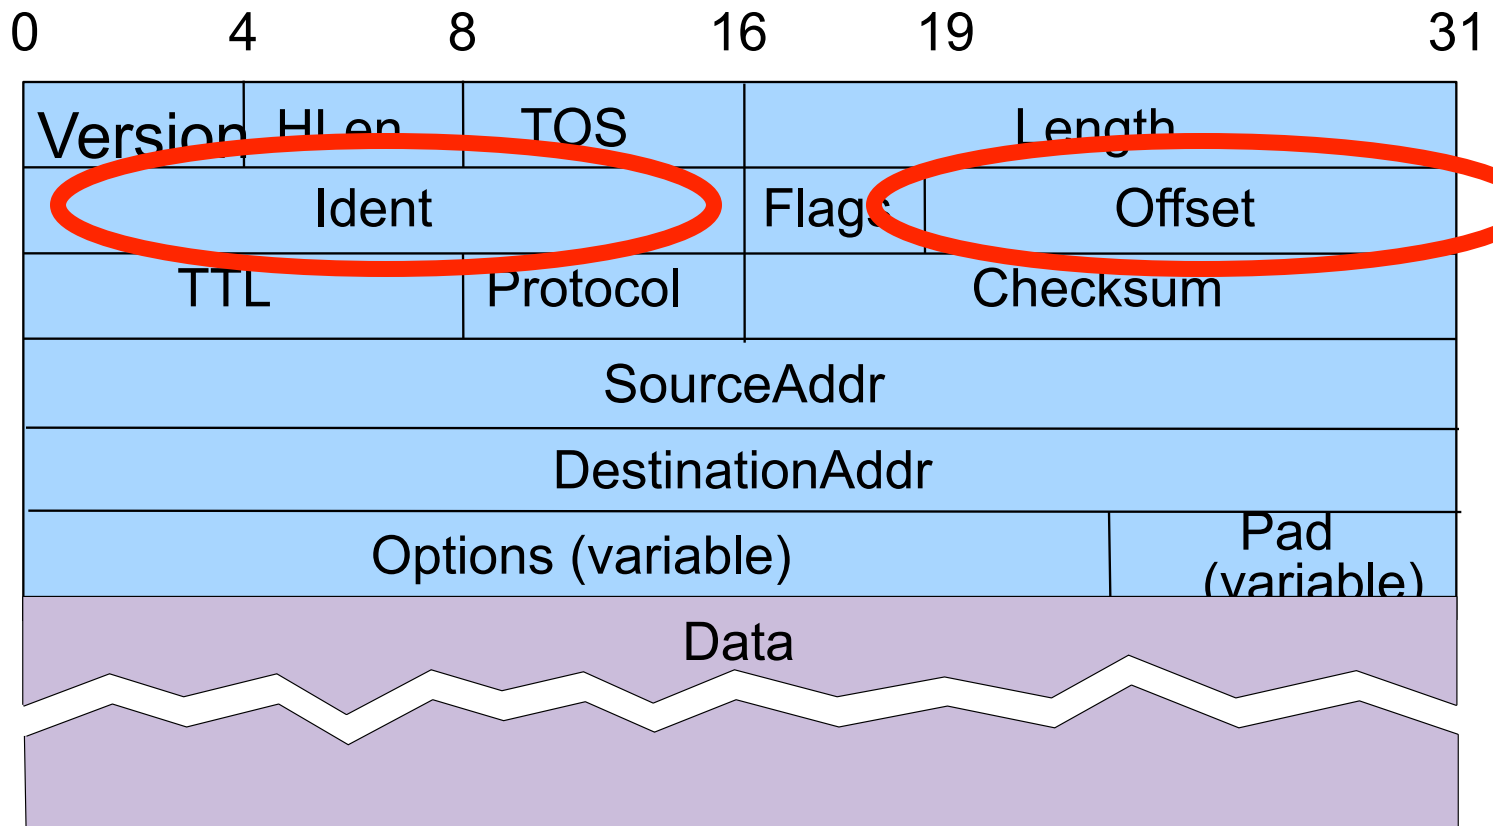 0 4 8 16 19 31
Version HLen TOS Length
Ident Flags Offset
TTL Protocol Checksum
SourceAddr
DestinationAddr
Options (variable) Pad
(variable)
Data